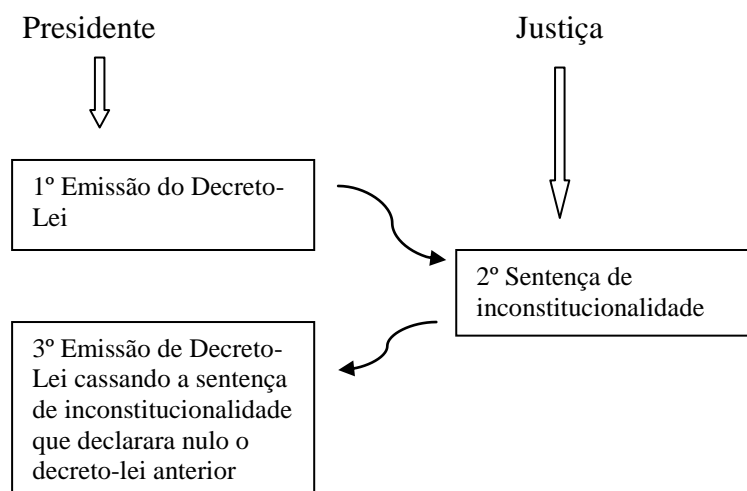 Presidente
Justiça
1º Emissão do Decreto-
Lei
2º Sentença de
inconstitucionalidade
3º Emissão de Decreto-
Lei cassando a sentença
de inconstitucionalidade
que declarara nulo o
decreto-lei anterior